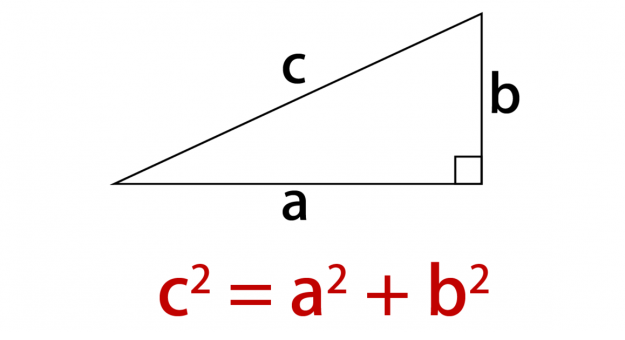 c
b
a
c² = a² + b²